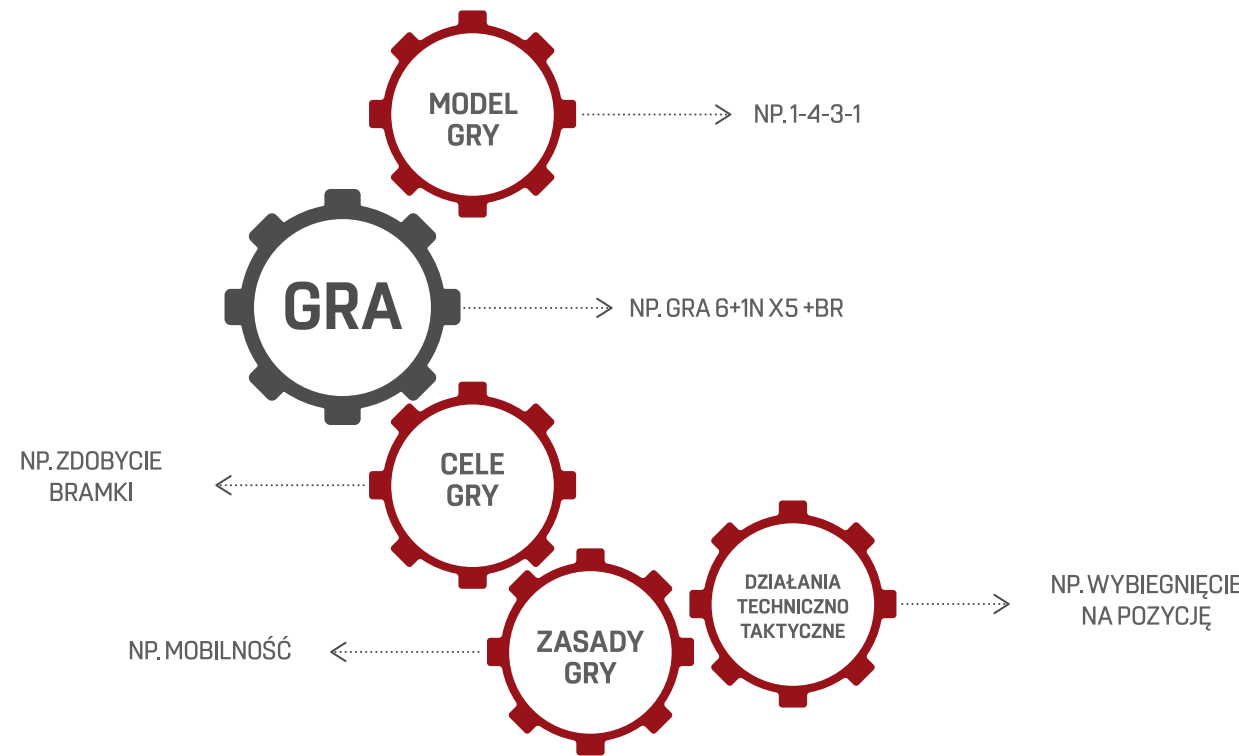 MODEL
GRY
NP. 1-4-3-1
GRA
NP. GRA 6+1N X5 +BR
NP. ZDOBYCIE
BRAMKI
CELE
GRY
DZIAŁANIA
TECHNICZNO
TAKTYCZNE
NP. WYBIEGNIĘCIE
NA POZYCJĘ
NP. MOBILNOŚĆ
ZASADY
GRY